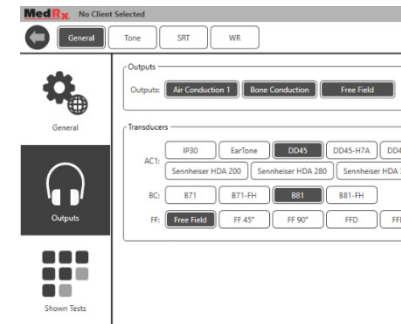 MedRx No Client Selected
General Tone SRT WR
Outputs
Outputs: Air Conduction 1 Bone Conduction Free Field
General
Transducers
AC1: IP30 EarTone DD45 DD45-H7A
Sennheiser HDA 200 Sennheiser HDA 280 Sennheiser HDA
BC: B71 B71-FH B81 B81-FH
Outputs
FF: Free Field FF 45° FF 90° FFD
Shown Tests